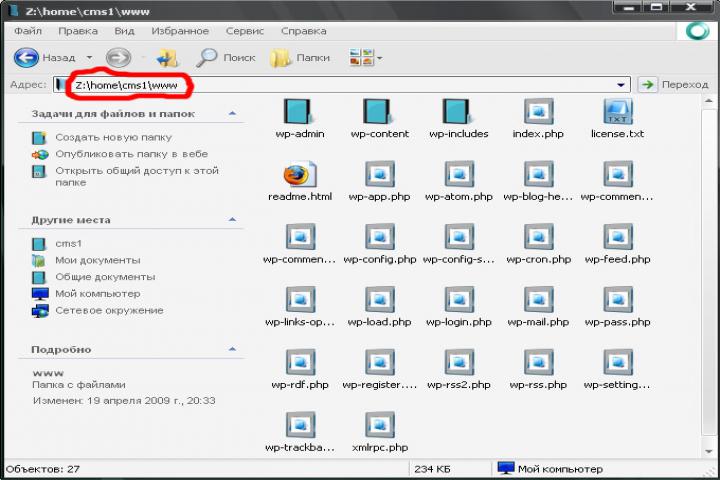 Z:\home\cms1\www
Файл Правка Вид Избранное Сервис Справка
Назад Поиск Папки
Адрес: Z:\home\cms1\www Переход
Задачи для файлов и папок
Создать новую папку
Опубликовать папку в вебе
Открыть общий доступ к этой
папке
Другие места
cms1
Мои документы
Общие документы
Мой компьютер
Сетевое окружение
Подробно
www
Папка с файлами
Изменен: 19 апреля 2009 г., 20:33
wp-admin wp-content wp-includes index.php license.txt
readme.html wp-app.php wp-atom.php wp-blog-he... wp-commen...
wp-commen... wp-config.php wp-config-s... wp-cron.php wp-feed.php
wp-links-op... wp-load.php wp-login.php wp-mail.php wp-pass.php
wp-rdf.php wp-register.... wp-rss2.php wp-rss.php wp-setting...
wp-trackba... xmlrpc.php
Объектов: 27 234 КБ Мой компьютер